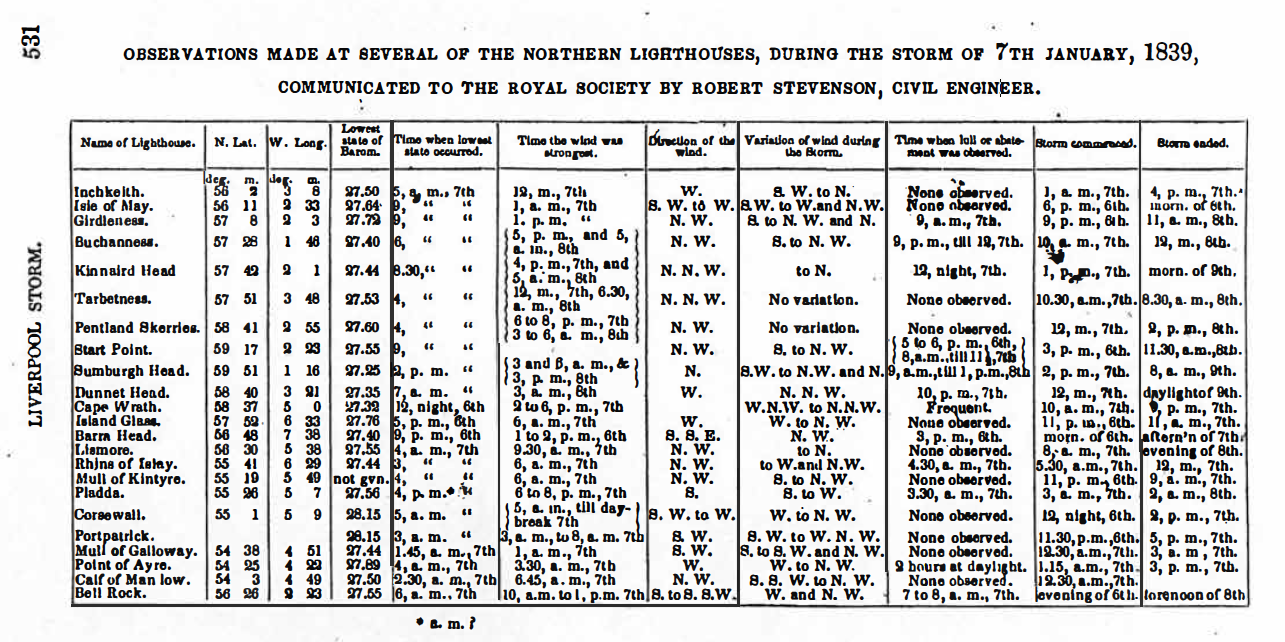 531
LIVERPOOL STORM.
OBSERVATIONS MADE AT SEVERAL OF THE NORTHERN LIGHTHOUSES, DURING THE STORM OF 7TH JANUARY, 1839,
COMMUNICATED TO THE ROYAL SOCIETY BY ROBERT STEVENSON, CIVIL ENGINEER.
Name of Lighthouse. N. Lat. W. Long. Lowest state of Barom. Time when lowest state occurred. Time the wind was strongest. Direction of the wind. Variation of wind during the Storm. Time when lull or abatement was observed. Storm commenced. Storm ended.
deg. m. deg. m.
Inchkeith. 56 2 3 8 27.50 5, a. m., 7th 12, m., 7th W. S. W. to N. None observed. 1, a. m., 7th. 4, p. m., 7th.
Isle of May. 56 11 2 33 27.64 9, “ “ 1, a. m., 7th S. W. to W. S.W. to W. and N.W. None observed. 6, p. m., 6th. morn. of 8th.
Girdleness. 57 8 2 3 27.72 9, “ “ 1. p. m. “ N. W. S. to N. W. and N. 9, a. m., 7th. 9, p. m., 6th. 11, a. m., 8th.
Buchanness. 57 28 1 46 27.40 6, “ “ {5, p. m., and 5, a. m., 8th} N. W. S. to N. W. 9, p. m., till 12, 7th. 10, a. m., 7th. 12, m., 8th.
Kinnaird Head 57 42 2 1 27.44 8.30, “ “ {4, p. m., 7th, and 5, a. m., 8th} N. N. W. to N. 12, night, 7th. 1, p. m., 7th. morn. of 9th.
Tarbetness. 57 51 3 48 27.53 4, “ “ {12, m., 7th, 6.30, a. m., 8th} N. N. W. No variation. None observed. 10.30, a.m., 7th. 8.30, a. m., 8th.
Pentland Skerries. 58 41 2 55 27.60 4, “ “ {6 to 8, p. m., 7th 3 to 6, a. m., 8th} N. W. No variation. None observed. 12, m., 7th. 2, p. m., 8th.
Start Point. 59 17 2 23 27.55 9, “ “ N. W. S. to N. W. {5 to 6, p. m., 6th, 8, a.m., till 11, 7th} 3, p. m., 6th. 11.30, a.m., 8th.
Sumburgh Head. 59 51 1 16 27.25 2, p. m. “ {3 and 6, a. m., & 3, p. m., 8th} N. S.W. to N.W. and N. 9, a.m., till 1, p.m., 8th 2, p. m., 7th. 8, a. m., 9th.
Dunnet Head. 58 40 3 21 27.35 7, a. m. “ 3, a. m., 8th W. N. N. W. 10, p. m., 7th. 12, m., 7th. daylight of 9th.
Cape Wrath. 58 37 5 0 27.32 12, night, 6th 2 to 6, p. m., 7th W.N.W. to N.N.W. Frequent. 10, a. m., 7th. 9, p. m., 7th.
Island Glass. 57 52 6 33 27.76 5, p. m., 6th 6, a. m., 7th W. W. to N. W. None observed. 11, p. m., 6th. 11, a. m., 7th.
Barra Head. 56 48 7 38 27.40 9, p. m., 6th 1 to 2, p. m., 6th S. S. E. N. W. 3, p. m., 6th. morn. of 6th. aftern'n of 7th
Lismore. 56 30 5 38 27.55 4, a. m., 7th 9.30, a. m., 7th N. W. to N. None observed. 8, a. m., 7th. evening of 8th.
Rhins of Islay. 55 41 6 29 27.44 3, “ “ 6, a. m., 7th N. W. to W. and N.W. 4.30, a. m., 7th. 5.30, a.m., 7th. 12, m., 7th.
Mull of Kintyre. 55 19 5 49 not gvn. 4, “ “ 6, a. m., 7th N. W. S. to N. W. None observed. 11, p. m., 6th. 9, a. m., 7th.
Pladda. 55 26 5 7 27.56 4, p. m.* “ 6 to 8, p. m., 7th S. S. to W. 3.30, a. m., 7th. 3, a. m., 7th. 2, a. m., 8th.
Corsewall. 55 1 5 9 28.15 5, a. m. “ {5, a. m., till daybreak 7th} S. W. to W. W. to N. W. None observed. 12, night, 6th. 2, p. m., 7th.
Portpatrick. 28.15 3, a. m. “ 3, a. m., to 8, a. m. 7th S. W. S. W. to W. N. W. None observed. 11.30, p.m., 6th. 5, p. m., 7th.
Mull of Galloway. 54 38 4 51 27.44 1.45, a. m., 7th 1, a. m., 7th S. W. S. to S. W. and N. W. None observed. 12.30, a.m., 7th. 3, a. m, 7th.
Point of Ayre. 54 25 4 22 27.89 4, a. m., 7th 3.30, a. m., 7th W. W. to N. W. 2 hours at daylight. 1.15, a. m., 7th. 3, p. m., 7th.
Calf of Man low. 54 3 4 49 27.50 2.30, a. m., 7th 6.45, a. m., 7th N. W. S. S. W. to N. W. None observed. 12.30, a.m., 7th.
Bell Rock. 56 26 2 23 27.55 6, a. m., 7th 10, a.m. to 1, p.m. 7th S. to S. S.W. W. and N. W. 7 to 8, a. m., 7th. evening of 6th. forenoon of 8th
* a. m. ?